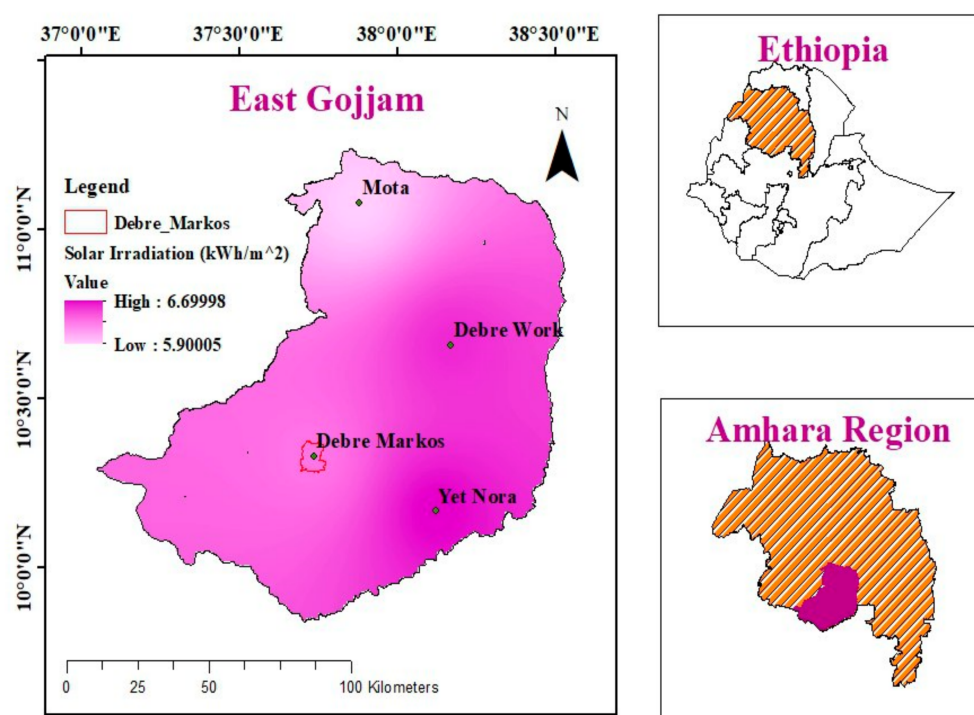 37°0'0"E 37°30'0"E 38°0'0"E 38°30'0"E
East Gojjam
N
Legend
Debre_Markos
Solar Irradiation (kWh/m^2)
Value
High : 6.69998
Low : 5.90005
Mota
Debre Work
Debre Markos
Yet Nora
11°0'0"N
10°30'0"N
10°0'0"N
0 25 50 100 Kilometers
Ethiopia
Amhara Region